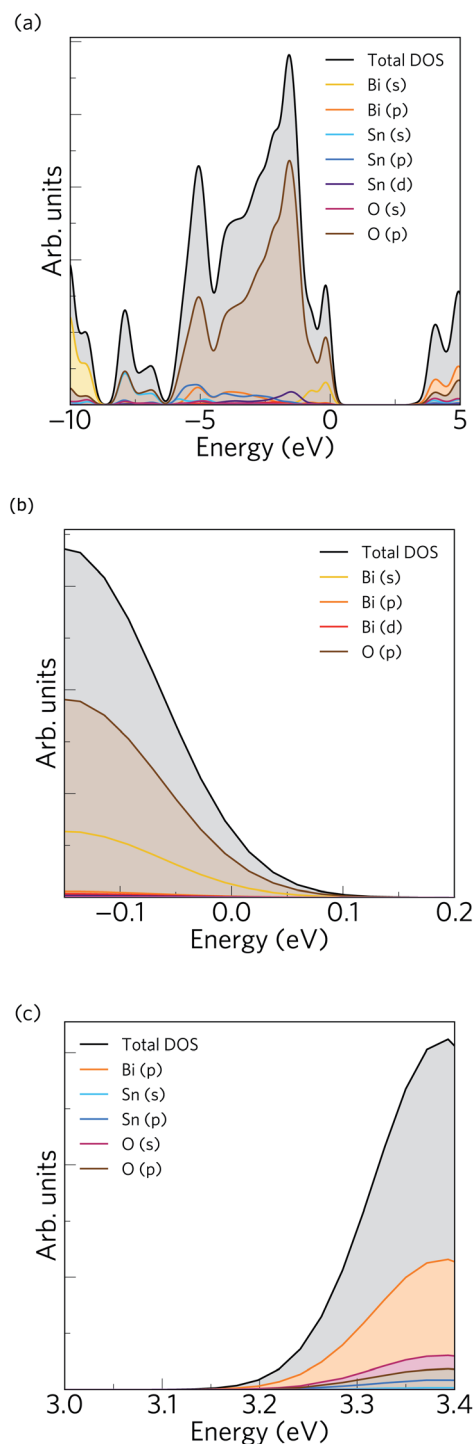 (a)
Total DOS
Bi (s)
Bi (p)
Sn (s)
Sn (p)
Sn (d)
O (s)
O (p)
Arb. units
−10 −5 0 5
Energy (eV)
(b)
Total DOS
Bi (s)
Bi (p)
Bi (d)
O (p)
Arb. units
−0.1 0.0 0.1 0.2
Energy (eV)
(c)
Total DOS
Bi (p)
Sn (s)
Sn (p)
O (s)
O (p)
Arb. units
3.0 3.1 3.2 3.3 3.4
Energy (eV)